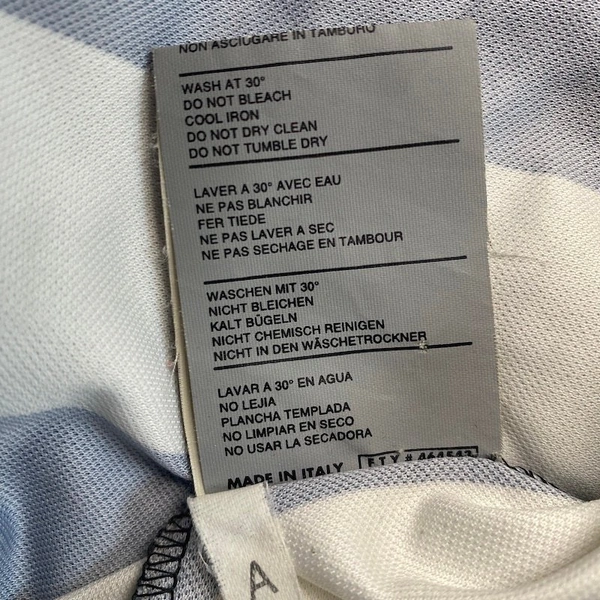 NON ASCIUGARE IN TAMBURO
WASH AT 30°
DO NOT BLEACH
COOL IRON
DO NOT DRY CLEAN
DO NOT TUMBLE DRY
LAVER A 30° AVEC EAU
NE PAS BLANCHIR
FER TIEDE
NE PAS LAVER A SEC
NE PAS SECHAGE EN TAMBOUR
WASCHEN MIT 30°
NICHT BLEICHEN
KALT BÜGELN
NICHT CHEMISCH REINIGEN
NICHT IN DEN WÄSCHETROCKNER
LAVAR A 30° EN AGUA
NO LEJIA
PLANCHA TEMPLADA
NO LIMPIAR EN SECO
NO USAR LA SECADORA
MADE IN ITALY FTY # 464543
A